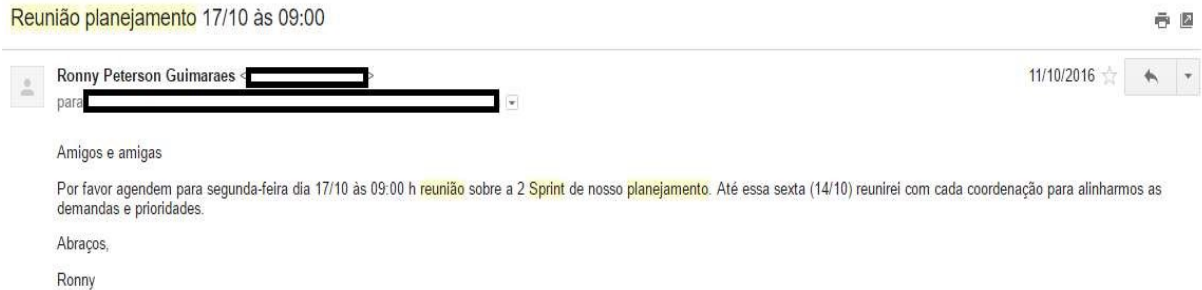 Reunião planejamento 17/10 às 09:00
Ronny Peterson Guimaraes < >
11/10/2016
para
Amigos e amigas
Por favor agendem para segunda-feira dia 17/10 às 09:00 h reunião sobre a 2 Sprint de nosso planejamento. Até essa sexta (14/10) reunirei com cada coordenação para alinharmos as
demandas e prioridades.
Abraços,
Ronny